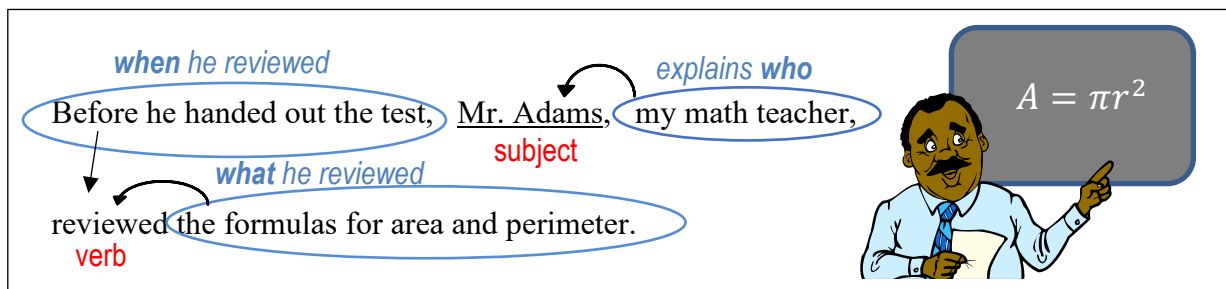 when he reviewed
explains who
Before he handed out the test, Mr. Adams, my math teacher,
subject
what he reviewed
reviewed the formulas for area and perimeter.
verb
A = πr²